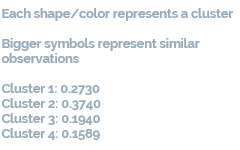 Each shape/color represents a cluster
Bigger symbols represent similar
observations
Cluster 1: 0.2730
Cluster 2: 0.3740
Cluster 3: 0.1940
Cluster 4: 0.1589